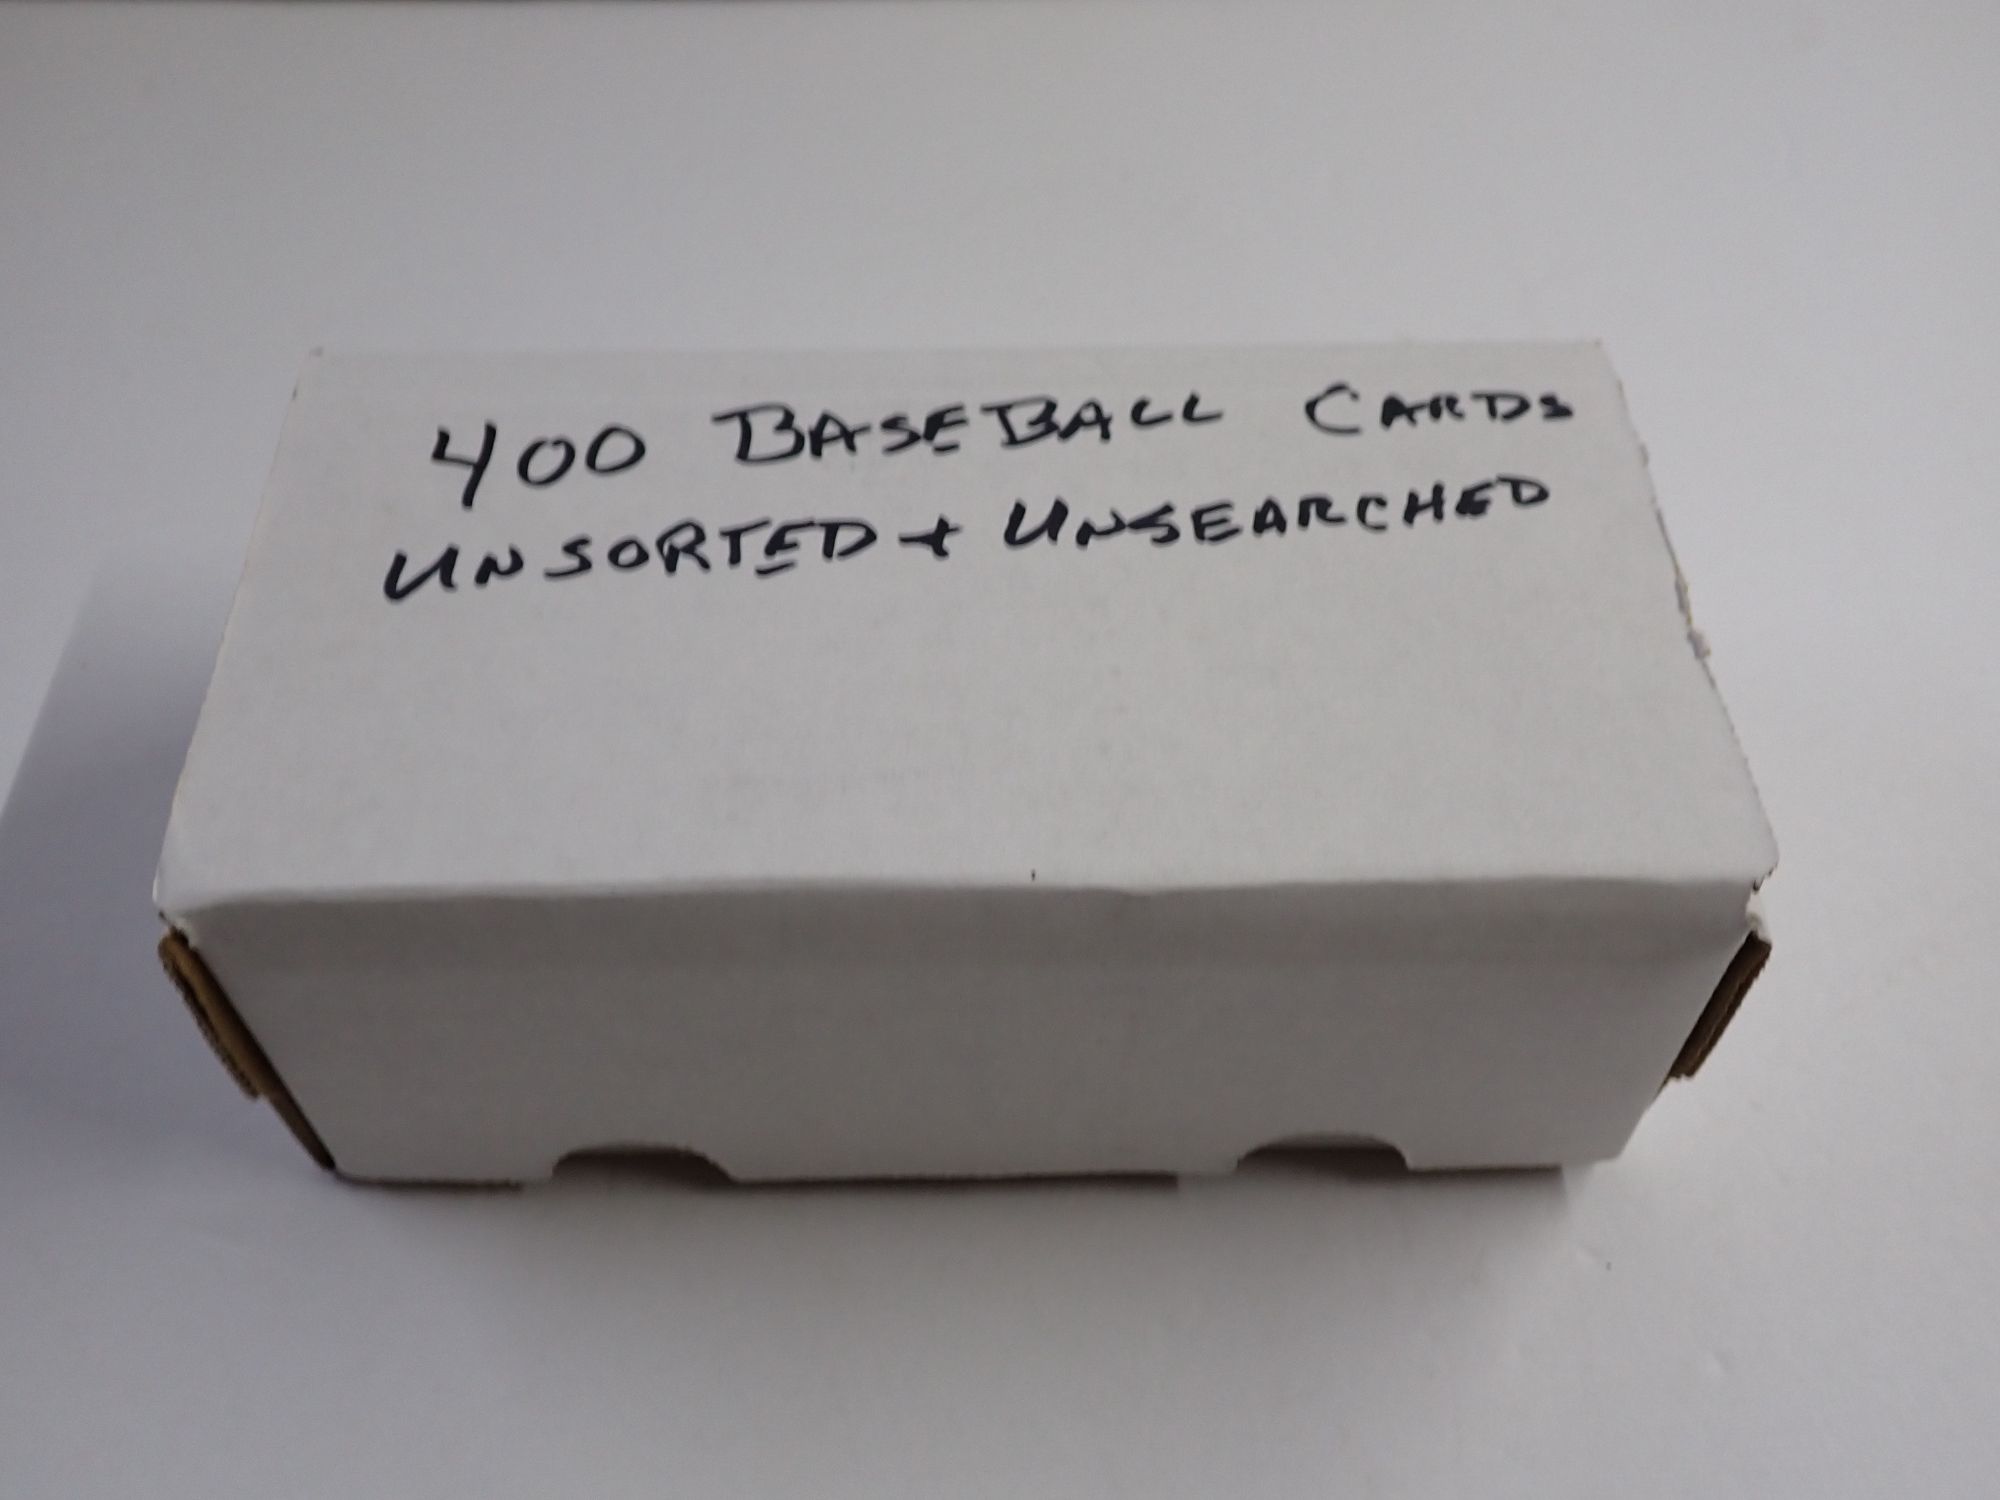 400 BASEBALL CARDS
UNSORTED + UNSEARCHED